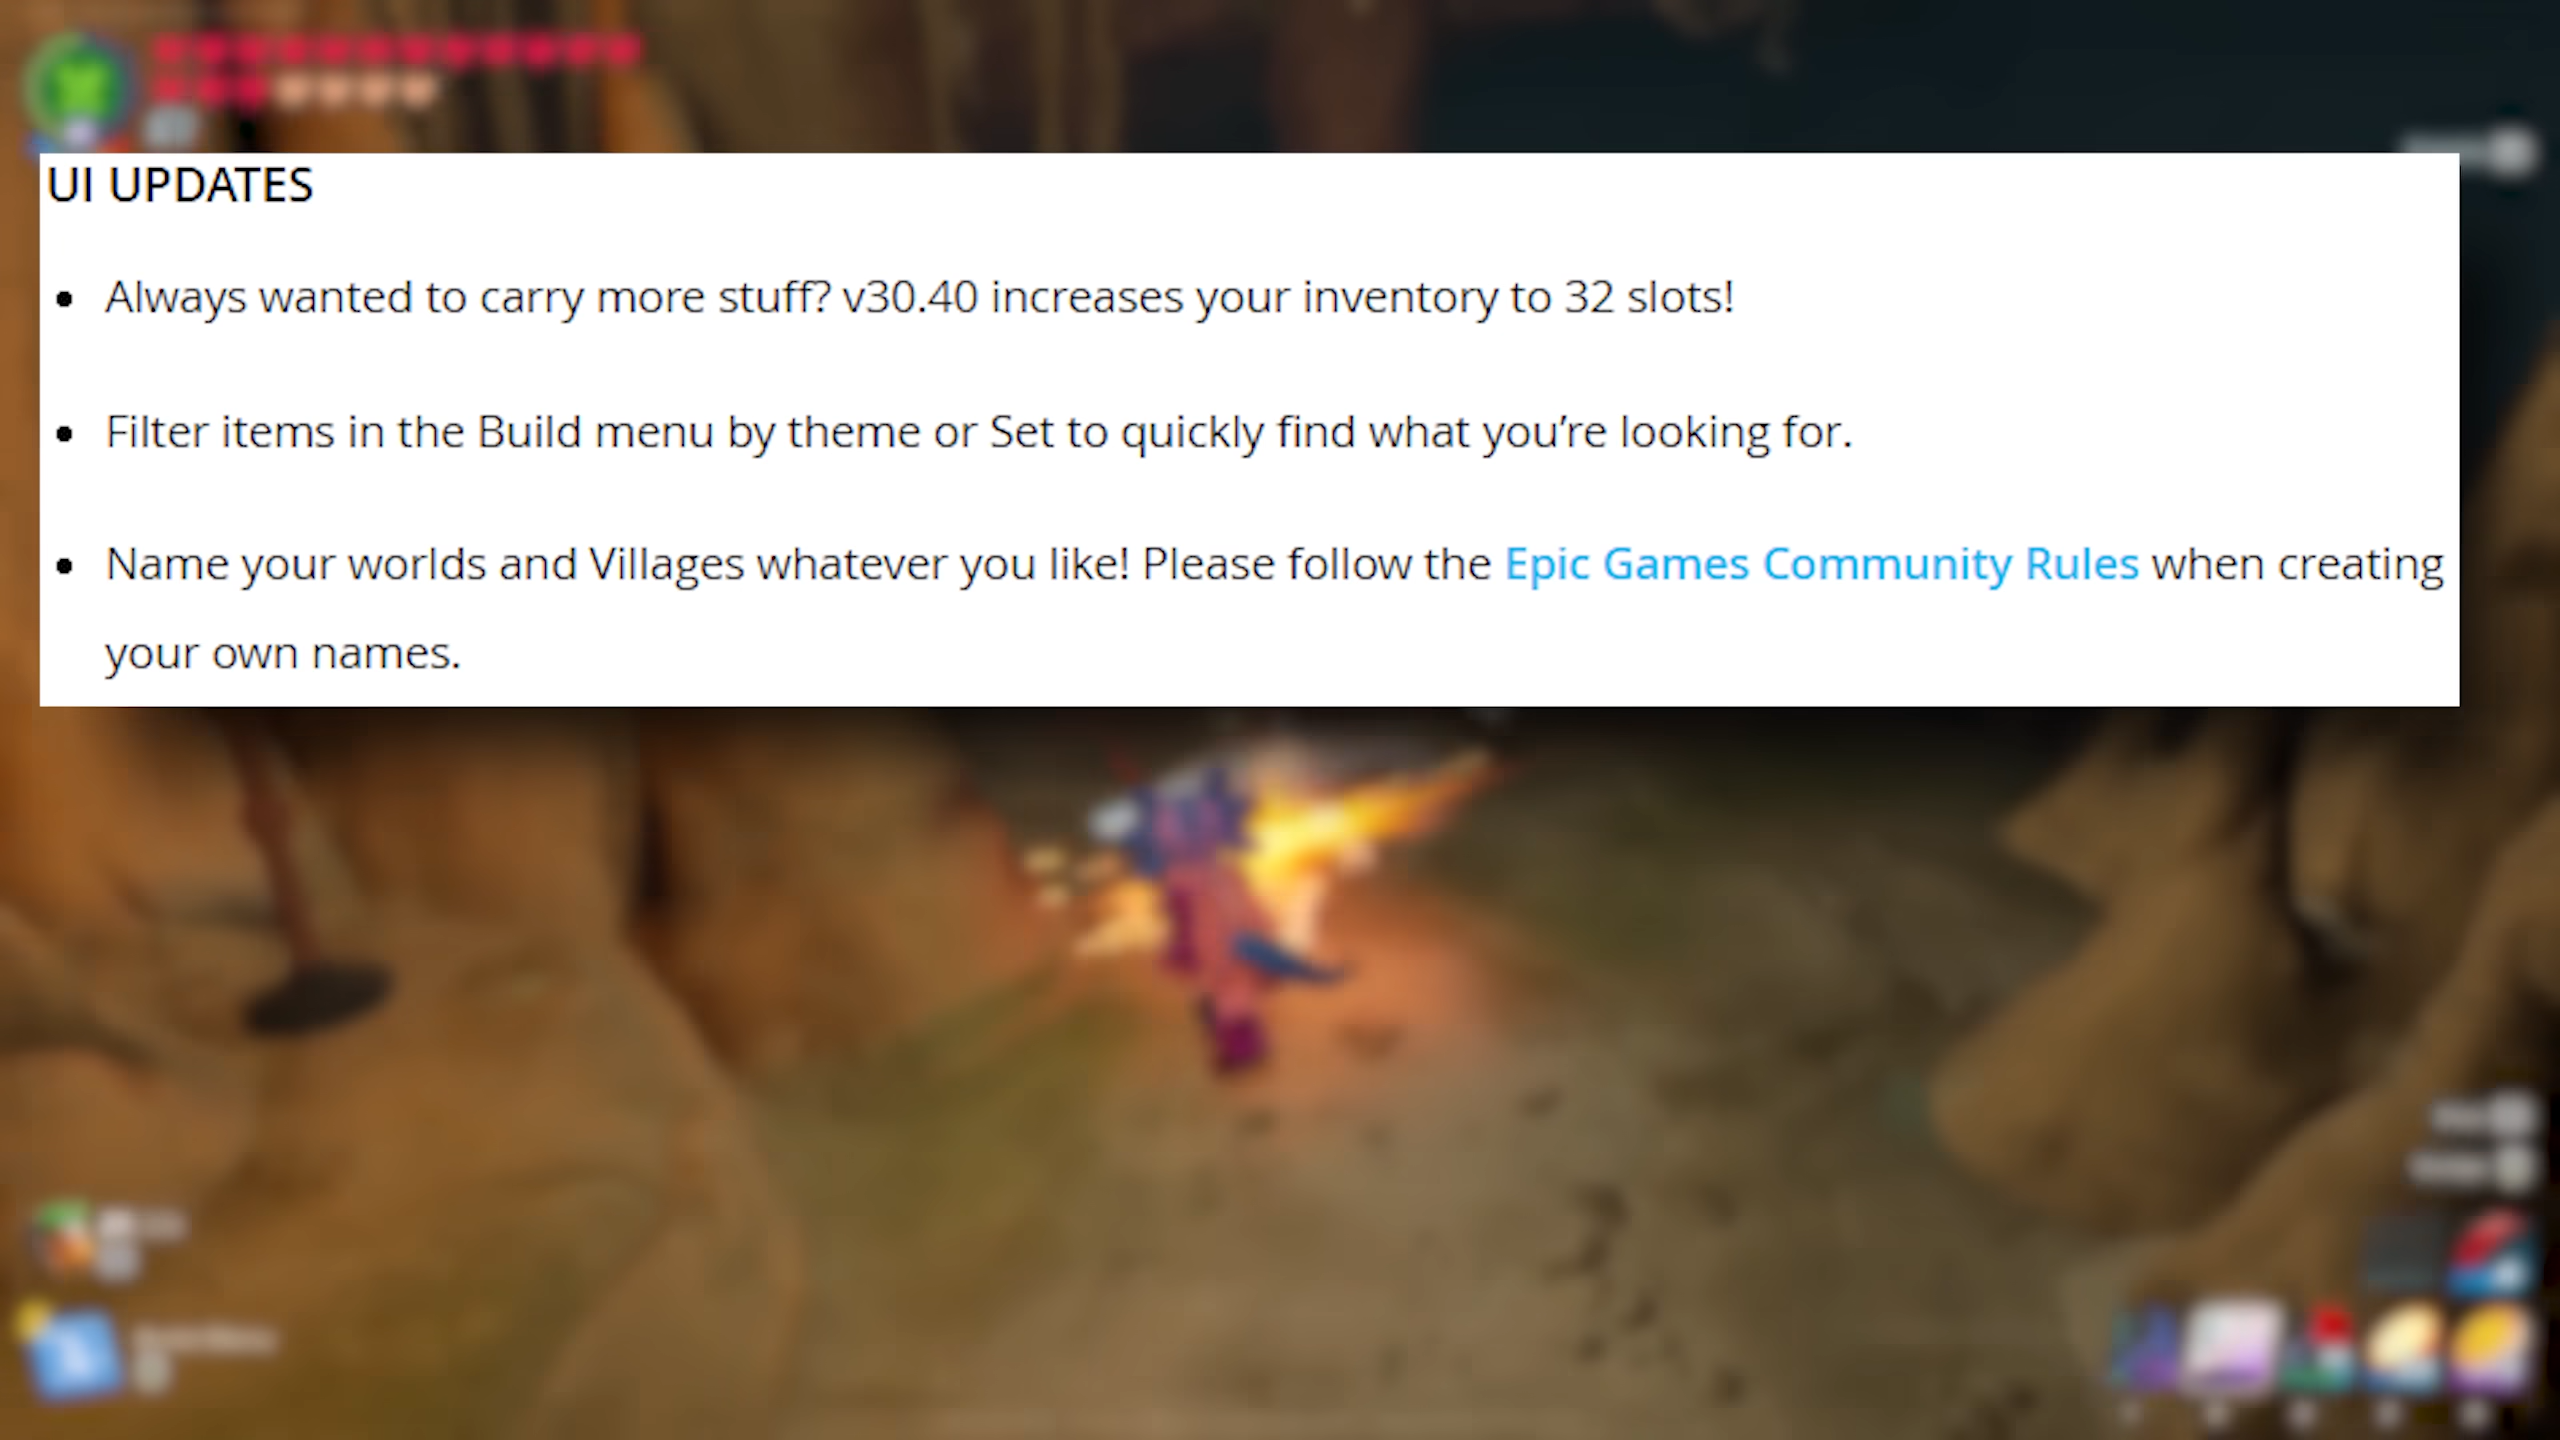 UI UPDATES
• Always wanted to carry more stuff? v30.40 increases your inventory to 32 slots!
• Filter items in the Build menu by theme or Set to quickly find what you’re looking for.
• Name your worlds and Villages whatever you like! Please follow the Epic Games Community Rules when creating
your own names.